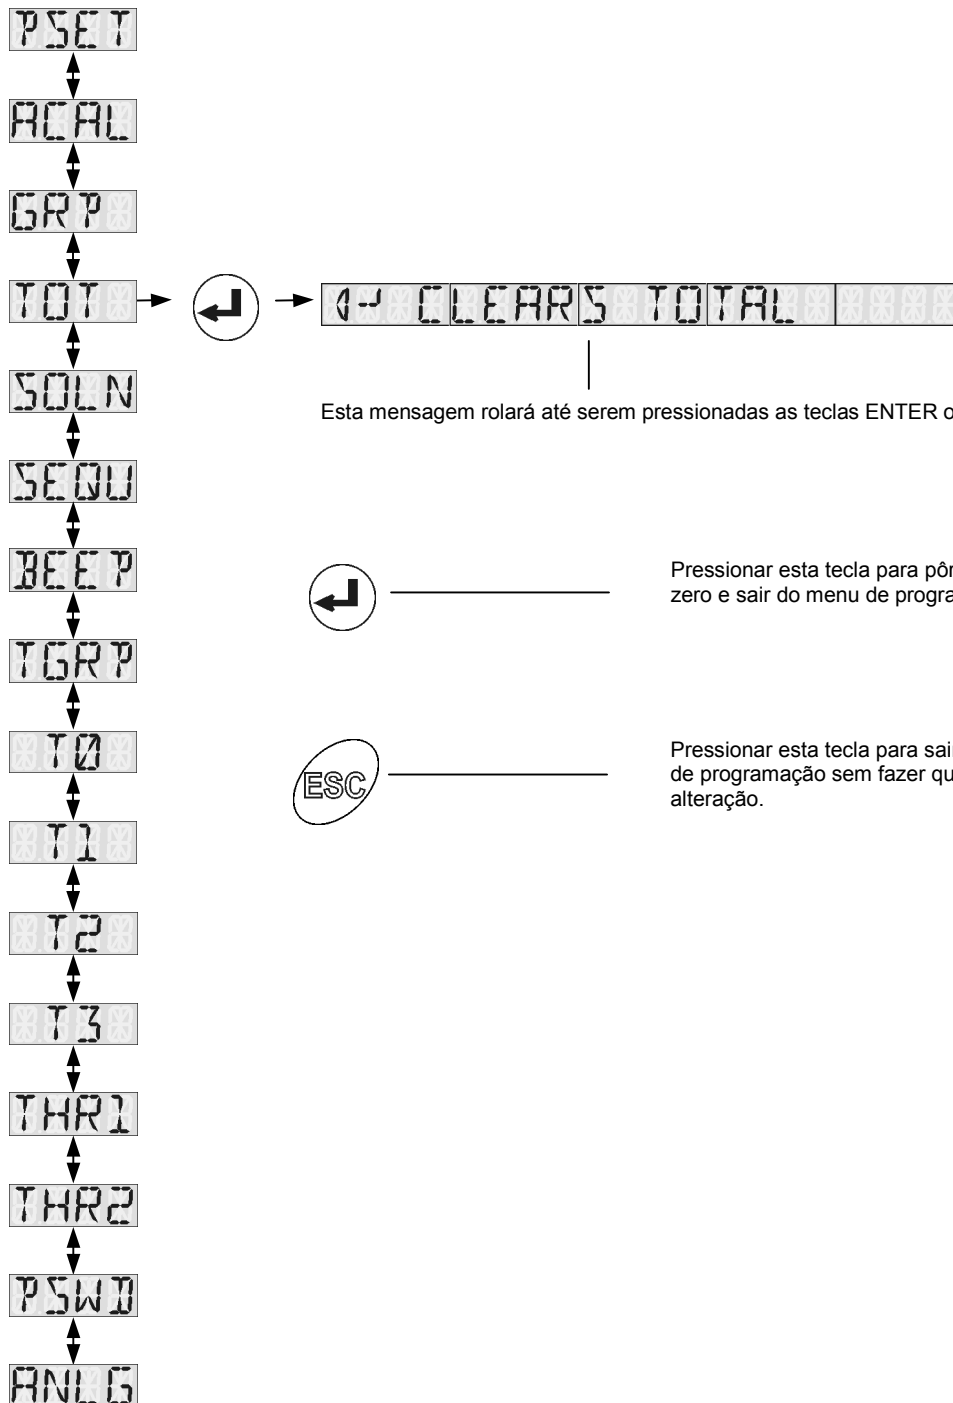 PSET
ACAL
GRP
TOT
CLEARS TOTAL
Esta mensagem rolará até serem pressionadas as teclas ENTER
SOLN
SEQU
BEEP
Pressionar esta tecla para pôr
zero e sair do menu de
TGRP
T0
Pressionar esta tecla para sair
de programação sem fazer
alteração.
ESC
T1
T2
T3
THR1
THR2
PSWD
ANLG